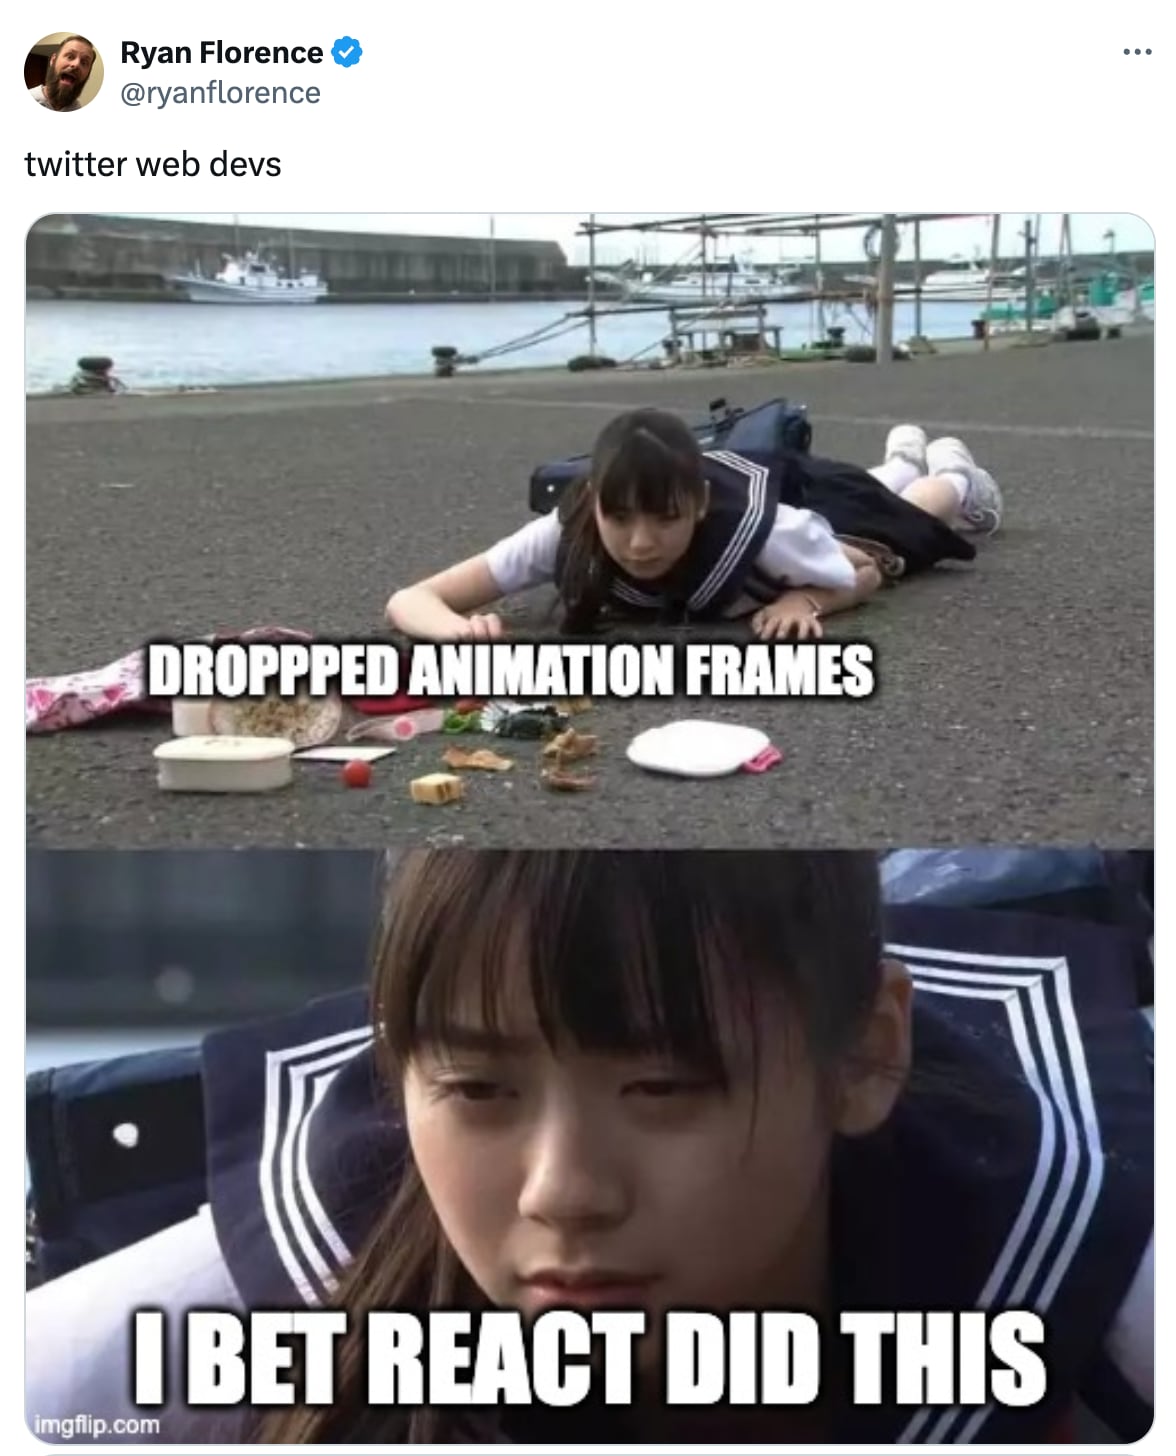 Ryan Florence
@ryanflorence
twitter web devs
DROPPPED ANIMATION FRAMES
I BET REACT DID THIS
imgflip.com